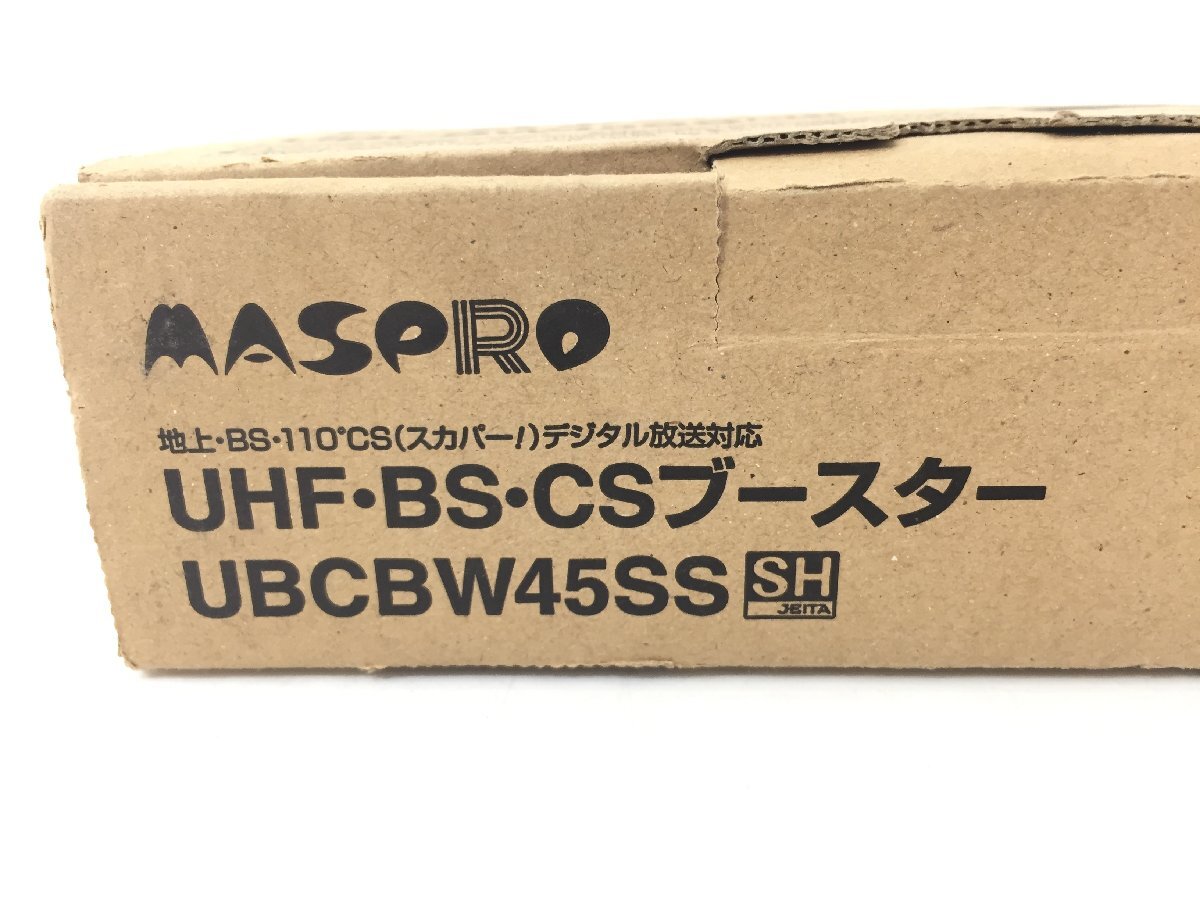 MASPRO
地上・BS・110°CS(スカパー!)デジタル放送対応
UHF・BS・CSブースター
UBCBW45SS SH JEITA